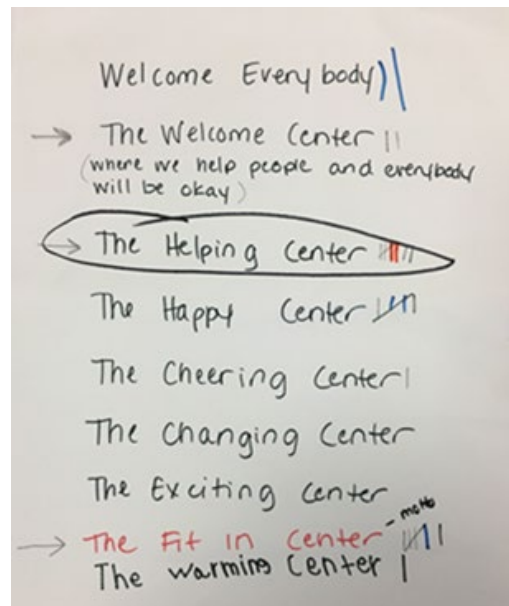 Welcome Everybody
The Welcome Center
(where we help people and everybody
will be okay)
The Helping Center
The Happy Center
The Cheering Center
The Changing Center
The Exciting Center
The Fit In Center - motto
The Warming Center